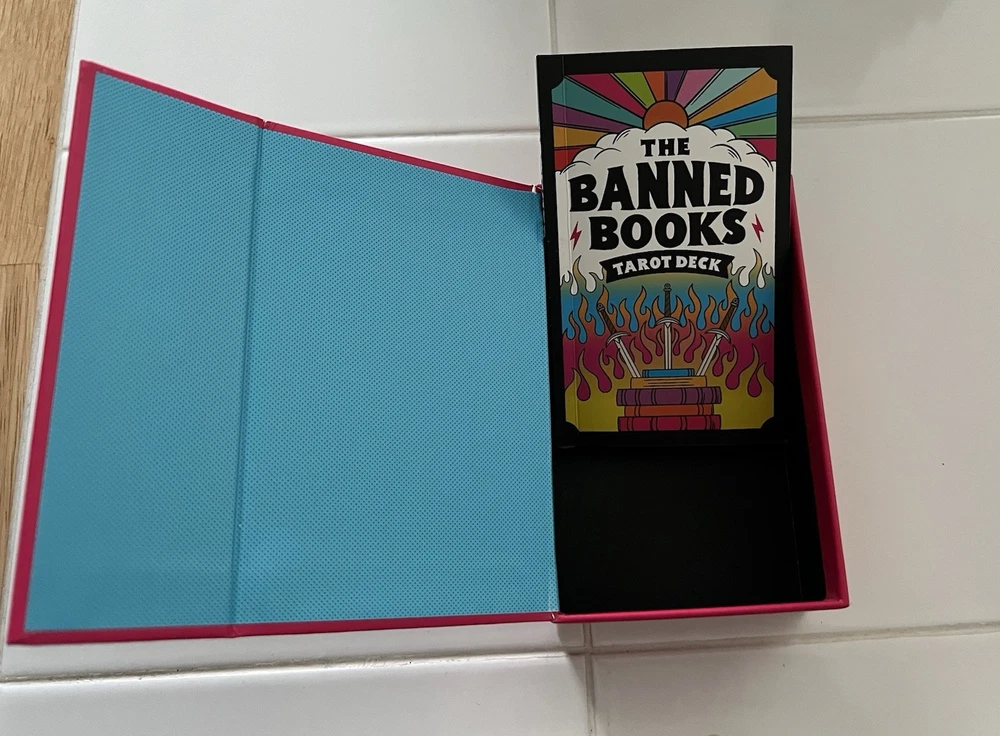 THE
BANNED
BOOKS
TAROT DECK